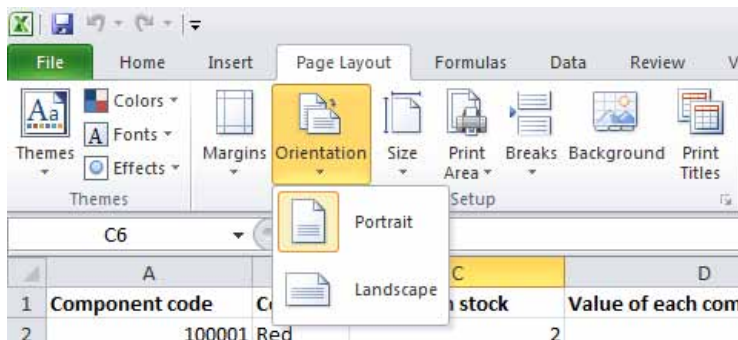 File Home Insert Page Layout Formulas Data Review
Aa Colors
A Fonts
Effects
Themes Margins Orientation Size Print Area Breaks Background Print Titles
Themes Setup
Portrait
Landscape
C6
A C D
1 Component code stock Value of each com
2 100001 Red 2